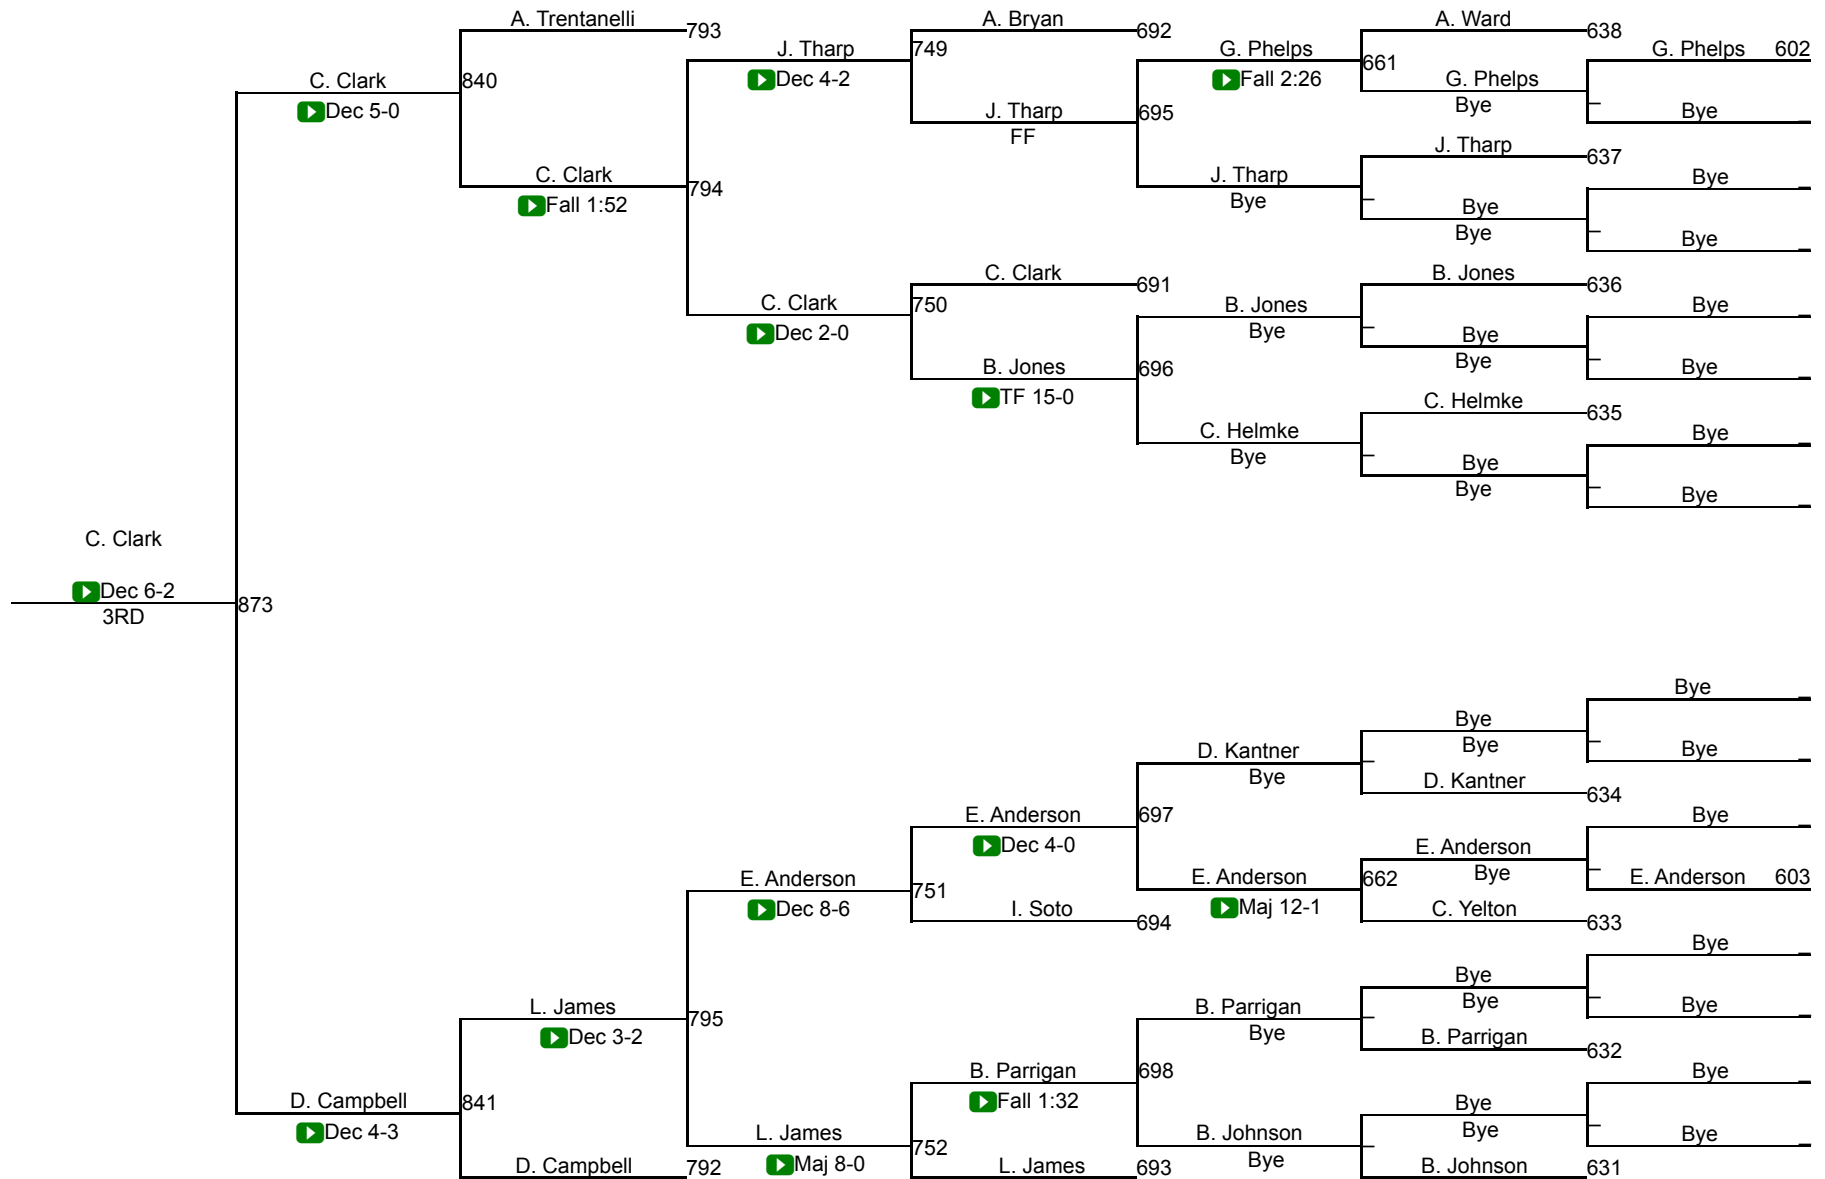 A. Trentanelli
793
A. Bryan
692
A. Ward
638
J. Tharp
749
G. Phelps
661
G. Phelps 602
Dec 4-2
Fall 2:26
G. Phelps
C. Clark
840
Bye
Dec 5-0
J. Tharp
695
Bye
FF
J. Tharp
637
C. Clark
794
J. Tharp
Bye
Fall 1:52
Bye
Bye
Bye
Bye
C. Clark
691
B. Jones
636
C. Clark
750
B. Jones
Bye
Dec 2-0
Bye
Bye
Bye
Bye
B. Jones
696
TF 15-0
C. Helmke
635
C. Helmke
Bye
Bye
Bye
Bye
Bye
C. Clark
Dec 6-2
873
3RD
Bye
Bye
Bye
D. Kantner
Bye
Bye
D. Kantner
634
E. Anderson
697
Bye
Dec 4-0
E. Anderson
Bye
E. Anderson
751
E. Anderson
662
E. Anderson 603
Dec 8-6
I. Soto
694
Maj 12-1
C. Yelton
633
Bye
Bye
Bye
Bye
L. James
795
B. Parrigan
Bye
Dec 3-2
B. Parrigan
632
B. Parrigan
698
Bye
Fall 1:32
D. Campbell
841
Bye
Bye
Dec 4-3
L. James
752
B. Johnson
Bye
Bye
Maj 8-0
D. Campbell
792
L. James
693
B. Johnson
631